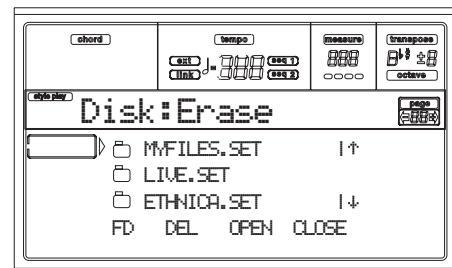 chord tempo measure transpose
ext seq 1
link seq 2
octave
style play Disk:Erase page
MYFILES.SET
LIVE.SET
ETHNICA.SET
FD DEL OPEN CLOSE